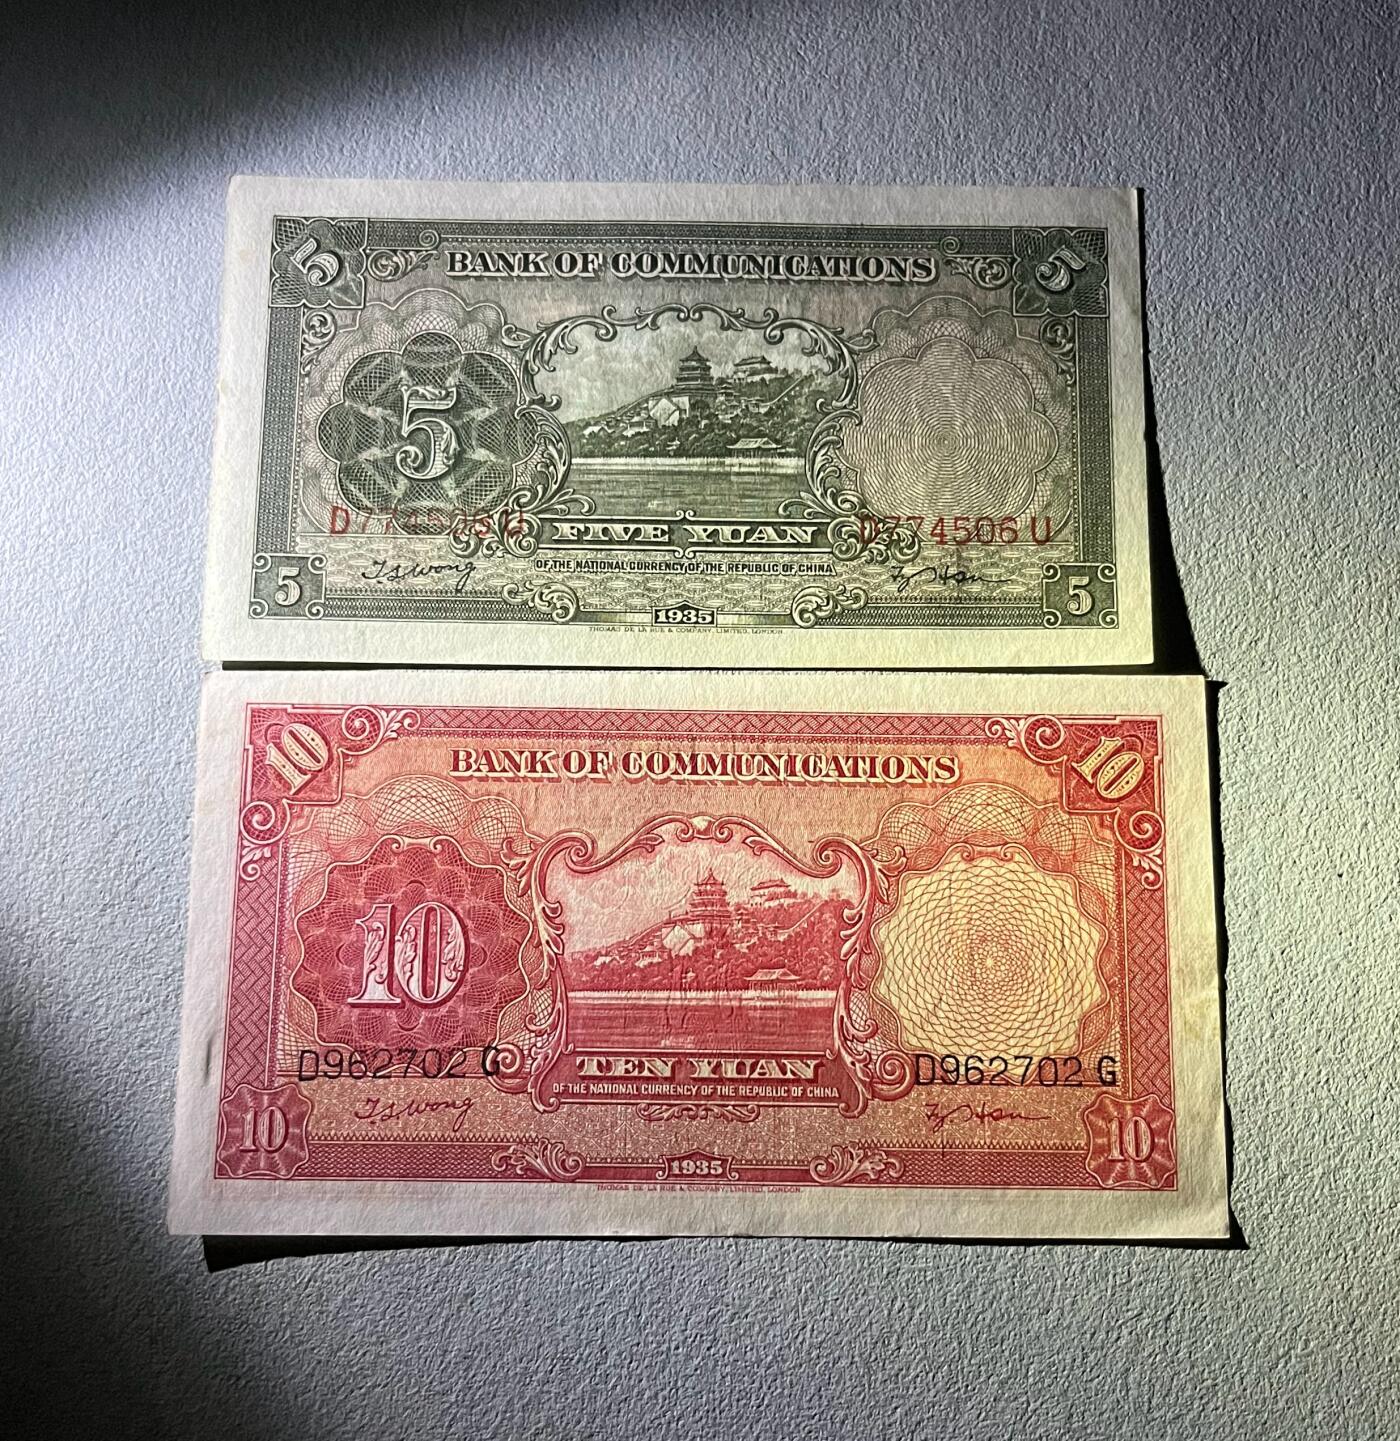 5 BANK OF COMMUNICATIONS 5
5
D774506U D774506 U
FIVE YUAN
OF THE NATIONAL CURRENCY OF THE REPUBLIC OF CHINA
T S Wong
5 1935 5
THOMAS DE LA RUE & COMPANY, LIMITED, LONDON.
10 BANK OF COMMUNICATIONS 10
10
D962702 G D962702 G
TEN YUAN
OF THE NATIONAL CURRENCY OF THE REPUBLIC OF CHINA
T S Wong
10 1935 10
THOMAS DE LA RUE & COMPANY, LIMITED, LONDON.